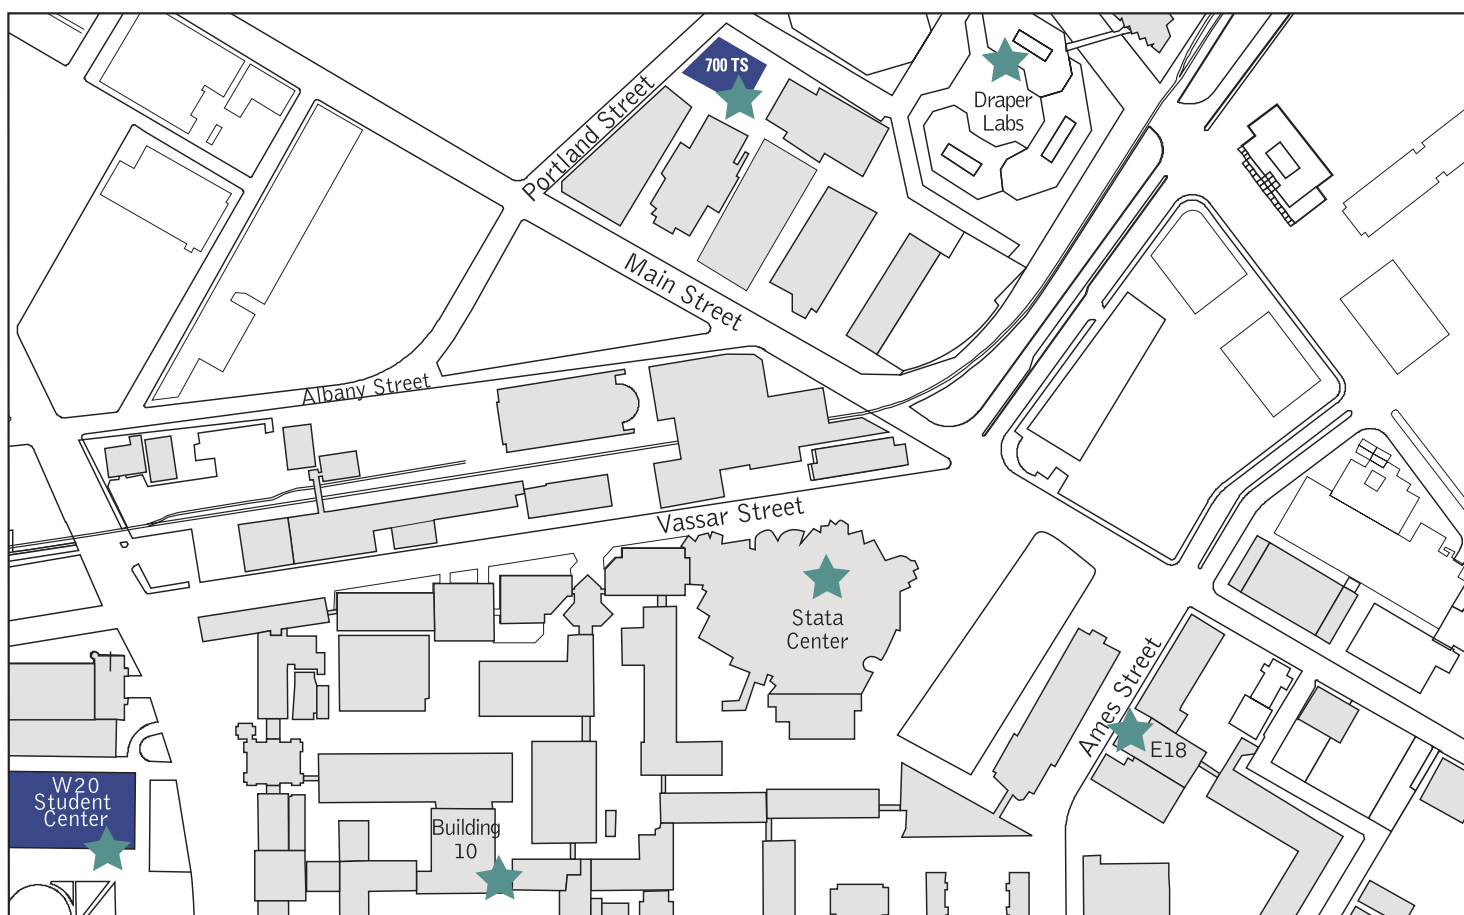 700 TS
Draper
Labs
Portland Street
Main Street
Albany Street
Vassar Street
Stata
Center
Ames Street
E18
W20
Student
Center
Building
10